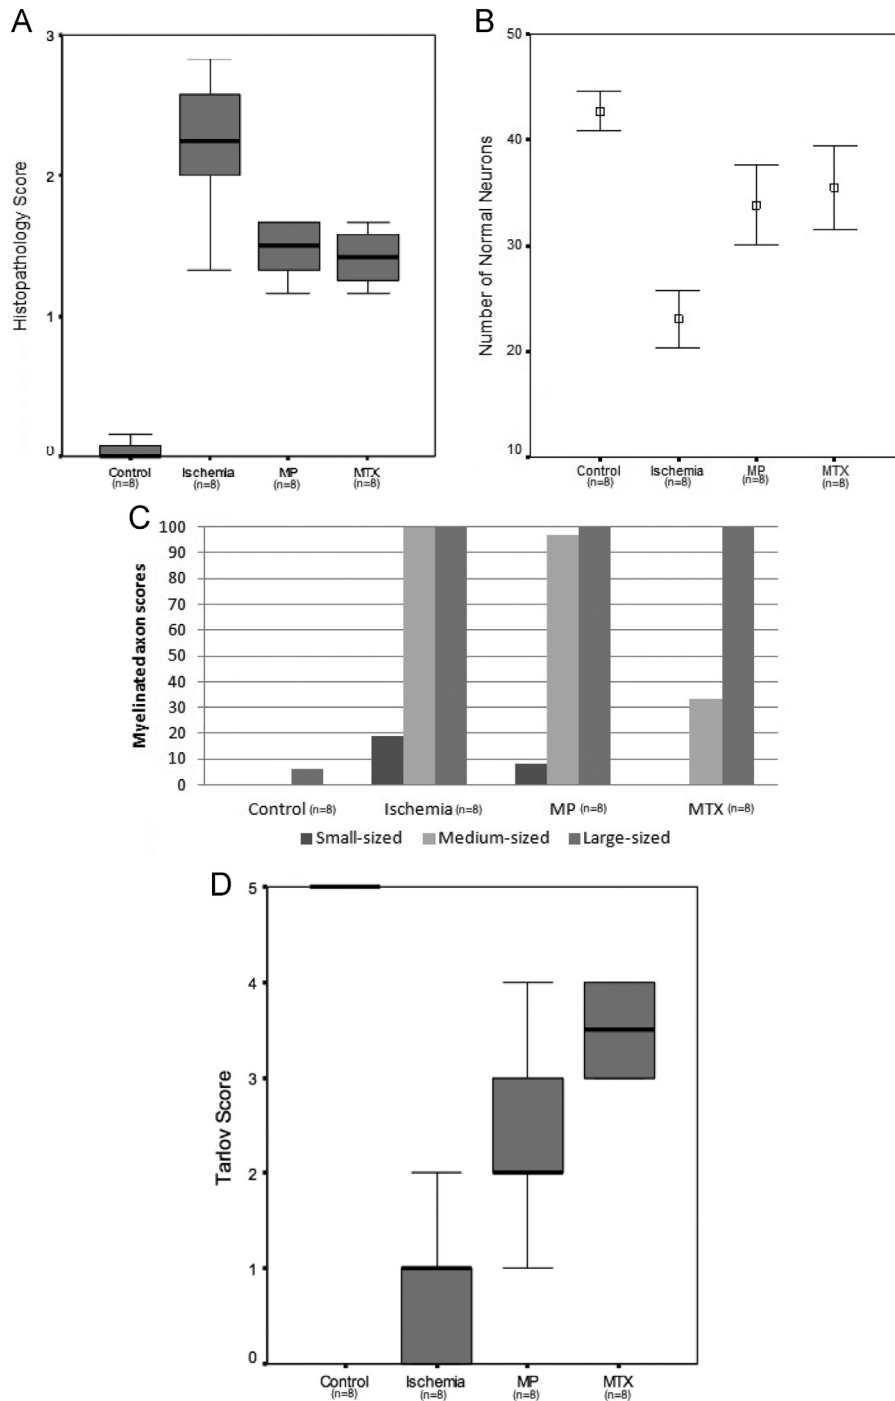 A
3
2
1
0
Histopathology Score
Control Ischemia MP MTX
(n=8) (n=8) (n=8) (n=8)
B
50
40
30
20
10
Number of Normal Neurons
Control Ischemia MP MTX
(n=8) (n=8) (n=8) (n=8)
C
100
90
80
70
60
50
40
30
20
10
0
Myelinated axon scores
Control (n=8) Ischemia (n=8) MP (n=8) MTX (n=8)
Small-sized Medium-sized Large-sized
D
5
4
3
2
1
0
Tarlov Score
Control Ischemia MP MTX
(n=8) (n=8) (n=8) (n=8)